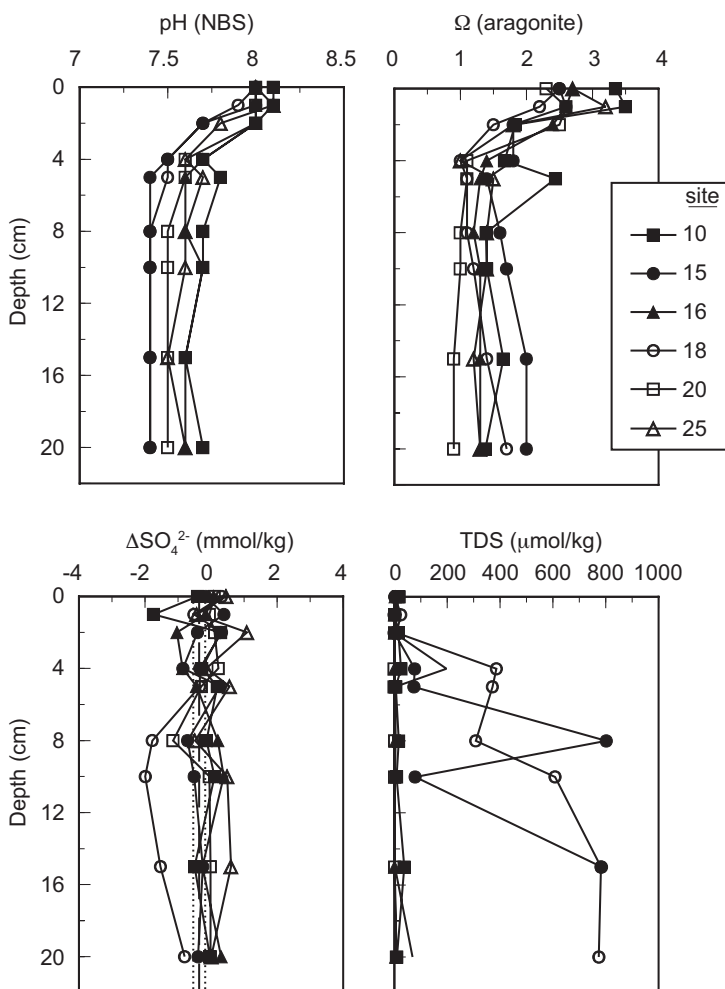 pH (NBS)
7 7.5 8 8.5
Ω (aragonite)
0 1 2 3 4
0
4
8
12
16
20
Depth (cm)
site
10
15
16
18
20
25
ΔSO₄²⁻ (mmol/kg)
-4 -2 0 2 4
TDS (μmol/kg)
0 200 400 600 800 1000
0
4
8
12
16
20
Depth (cm)